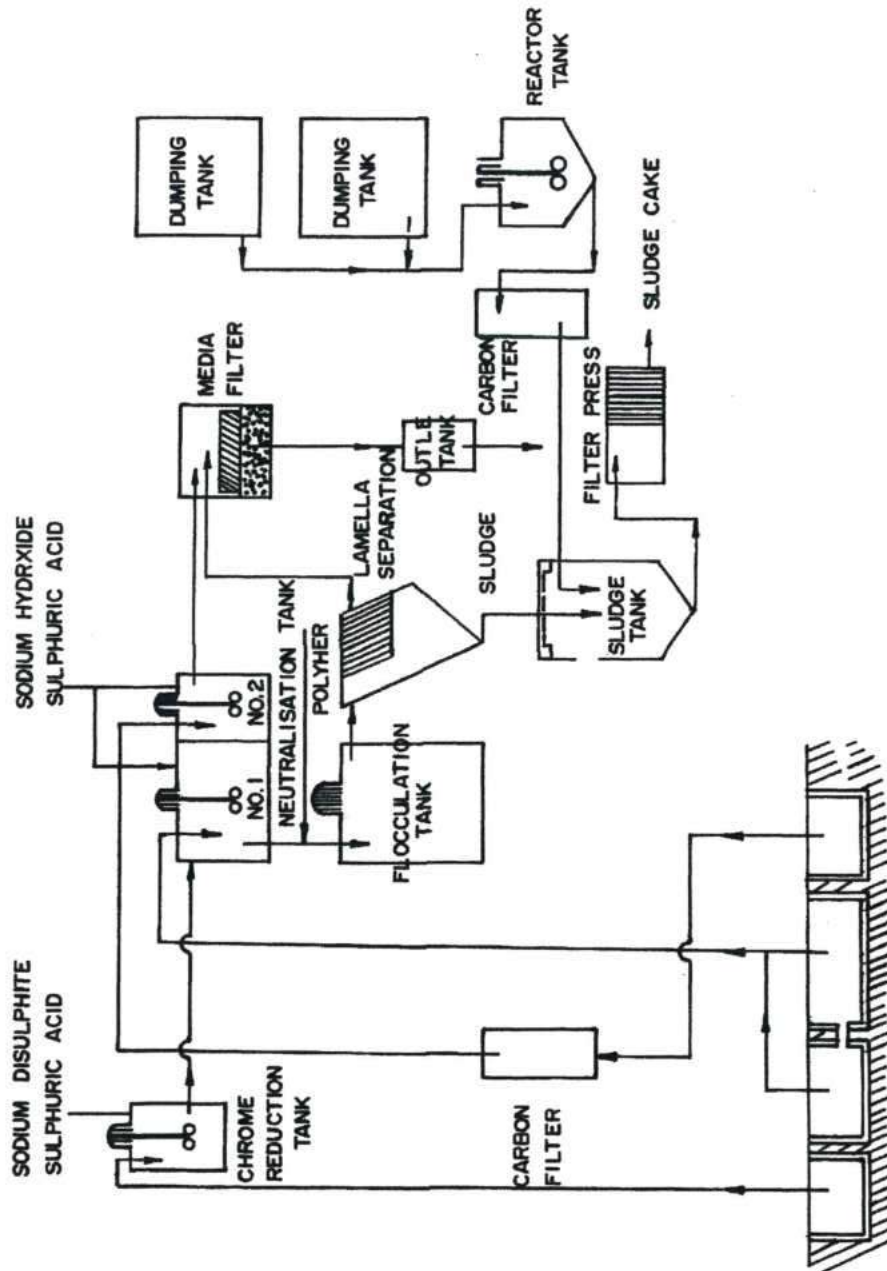 SODIUM DISULPHITE
SULPHURIC ACID
CHROME
REDUCTION
TANK
CARBON
FILTER
SODIUM HYDRXIDE
SULPHURIC ACID
NO.1
NO.2
NEUTRALISATION TANK
POLYHER
FLOCCULATION
TANK
LAMELLA
SEPARATION
SLUDGE
SLUDGE
TANK
MEDIA
FILTER
OUTLE
TANK
CARBON
FILTER
FILTER PRESS
SLUDGE CAKE
DUMPING
TANK
DUMPING
TANK
REACTOR
TANK